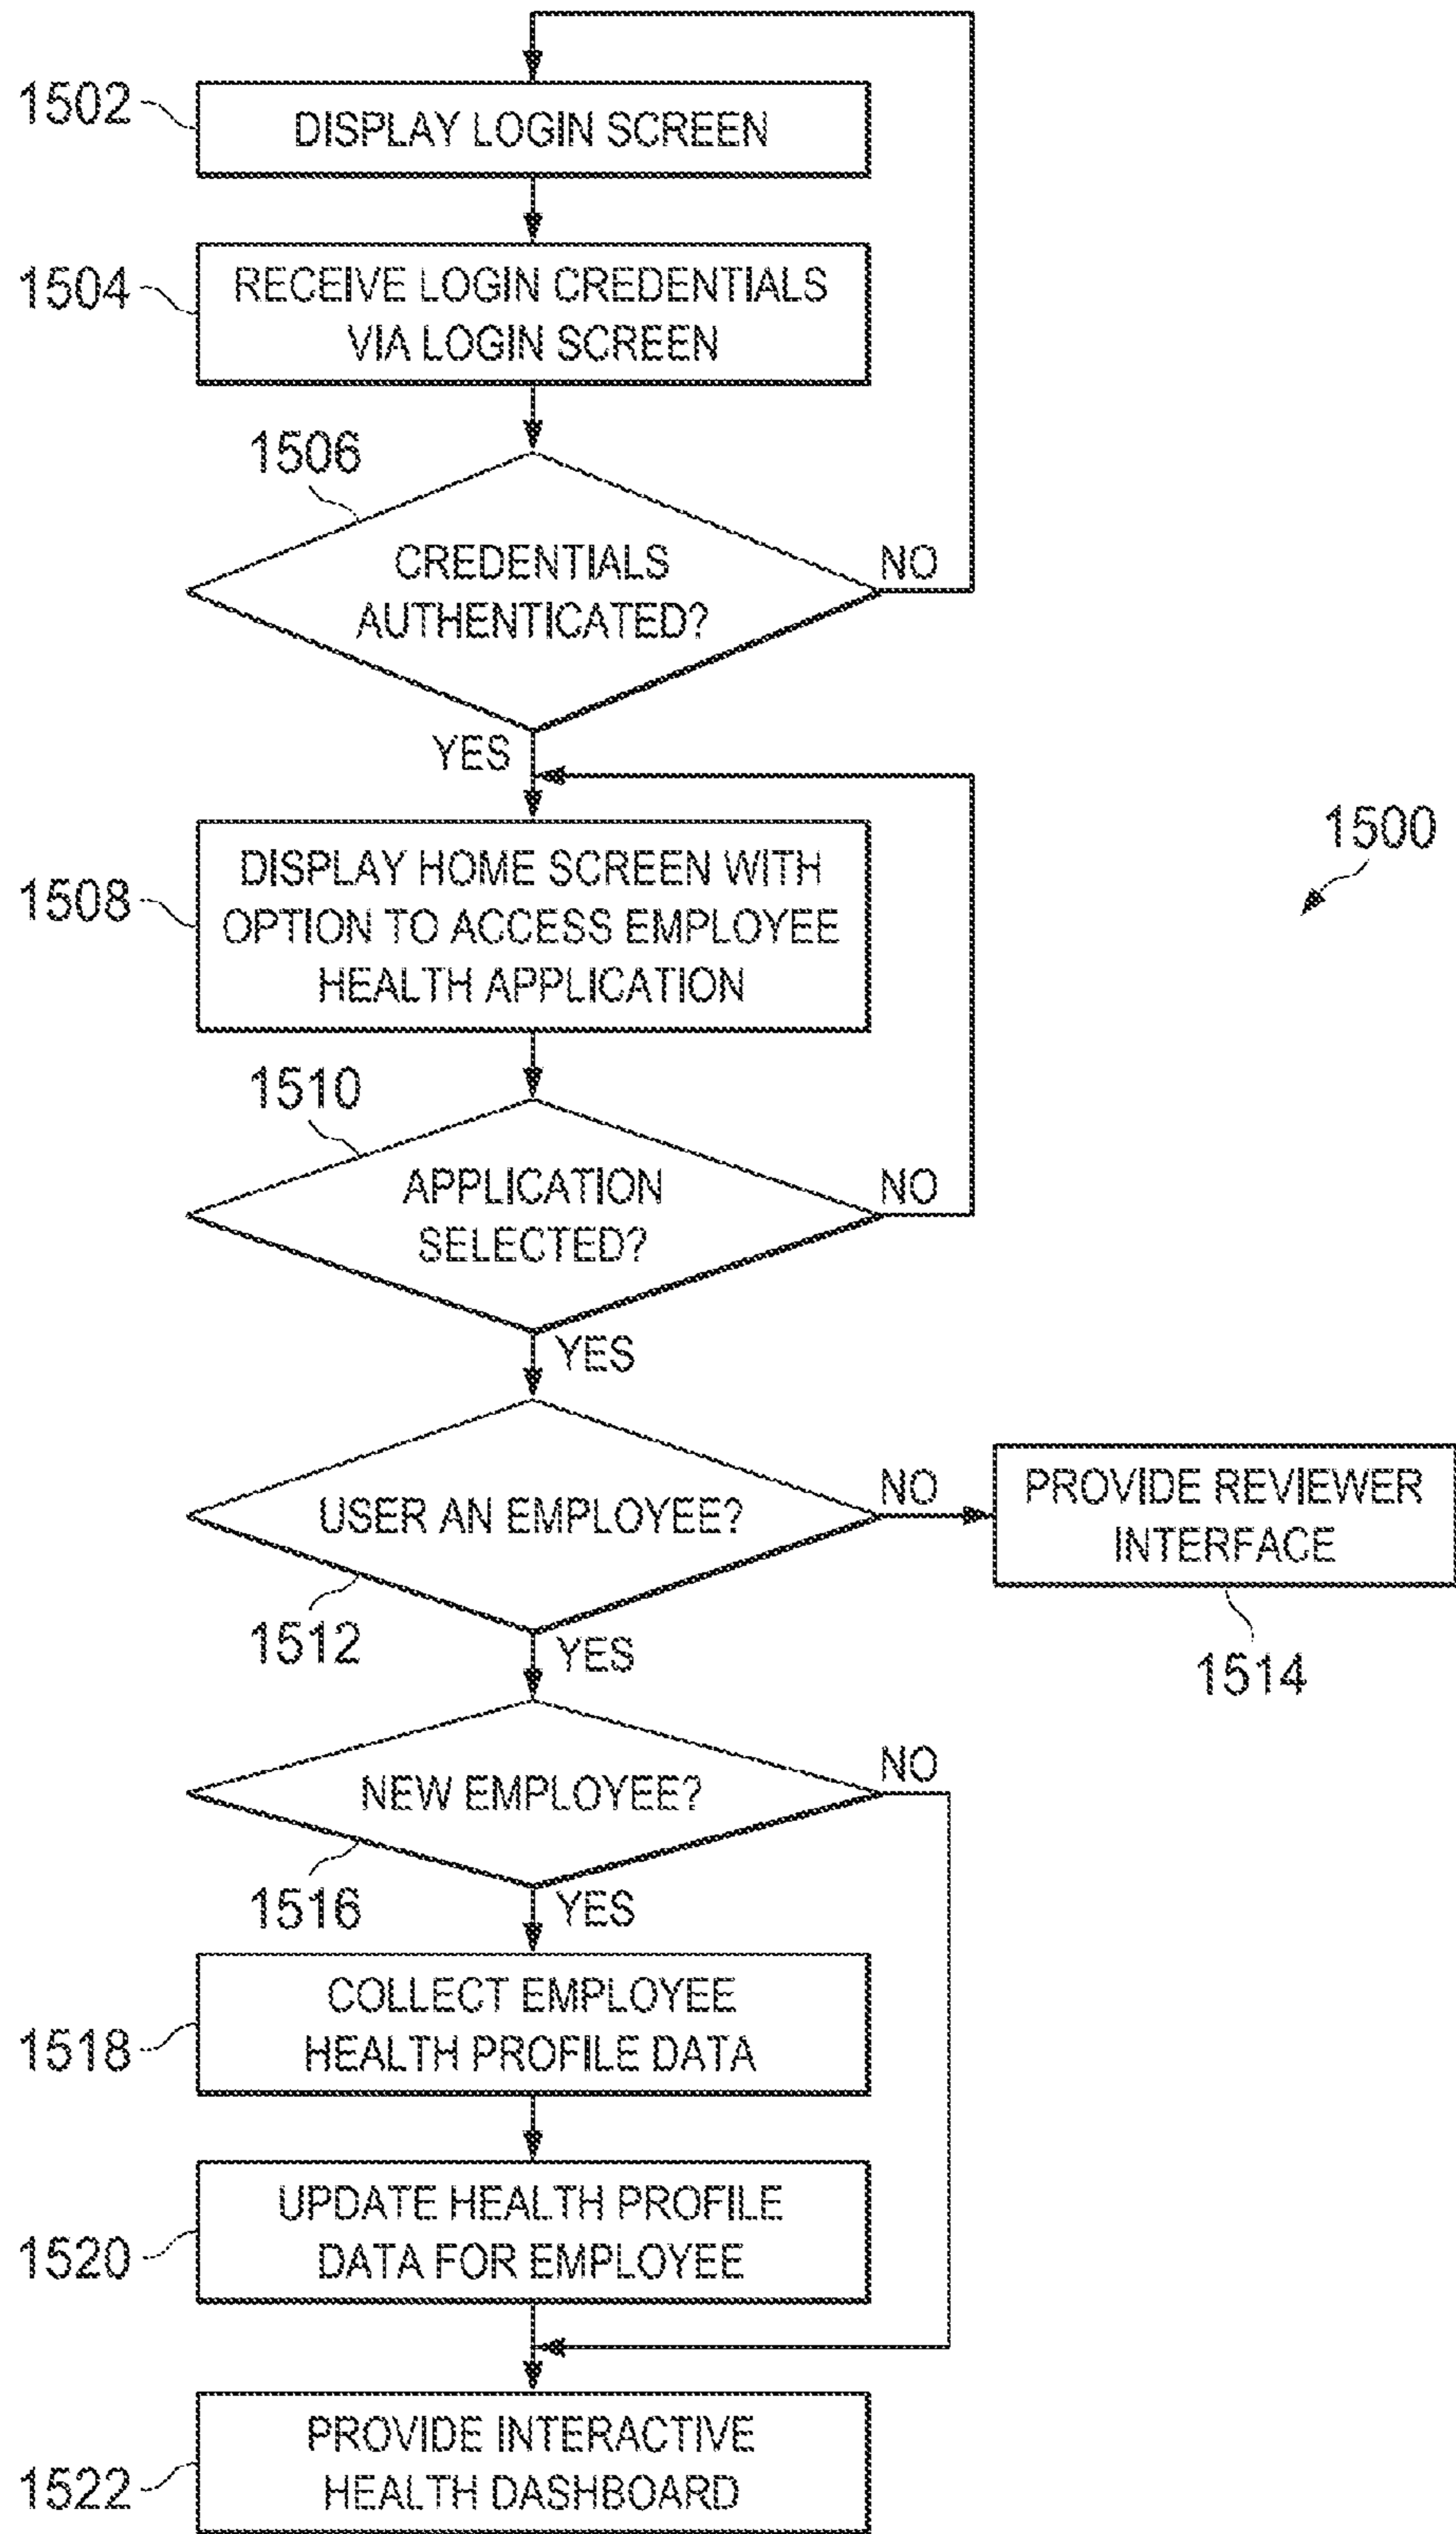 1502
DISPLAY LOGIN SCREEN
1504
RECEIVE LOGIN CREDENTIALS
VIA LOGIN SCREEN
1506
CREDENTIALS
AUTHENTICATED?
NO
YES
1500
1508
DISPLAY HOME SCREEN WITH
OPTION TO ACCESS EMPLOYEE
HEALTH APPLICATION
1510
APPLICATION
SELECTED?
NO
YES
USER AN EMPLOYEE?
NO
PROVIDE REVIEWER
INTERFACE
1512
YES
1514
NEW EMPLOYEE?
NO
1516
YES
1518
COLLECT EMPLOYEE
HEALTH PROFILE DATA
1520
UPDATE HEALTH PROFILE
DATA FOR EMPLOYEE
1522
PROVIDE INTERACTIVE
HEALTH DASHBOARD